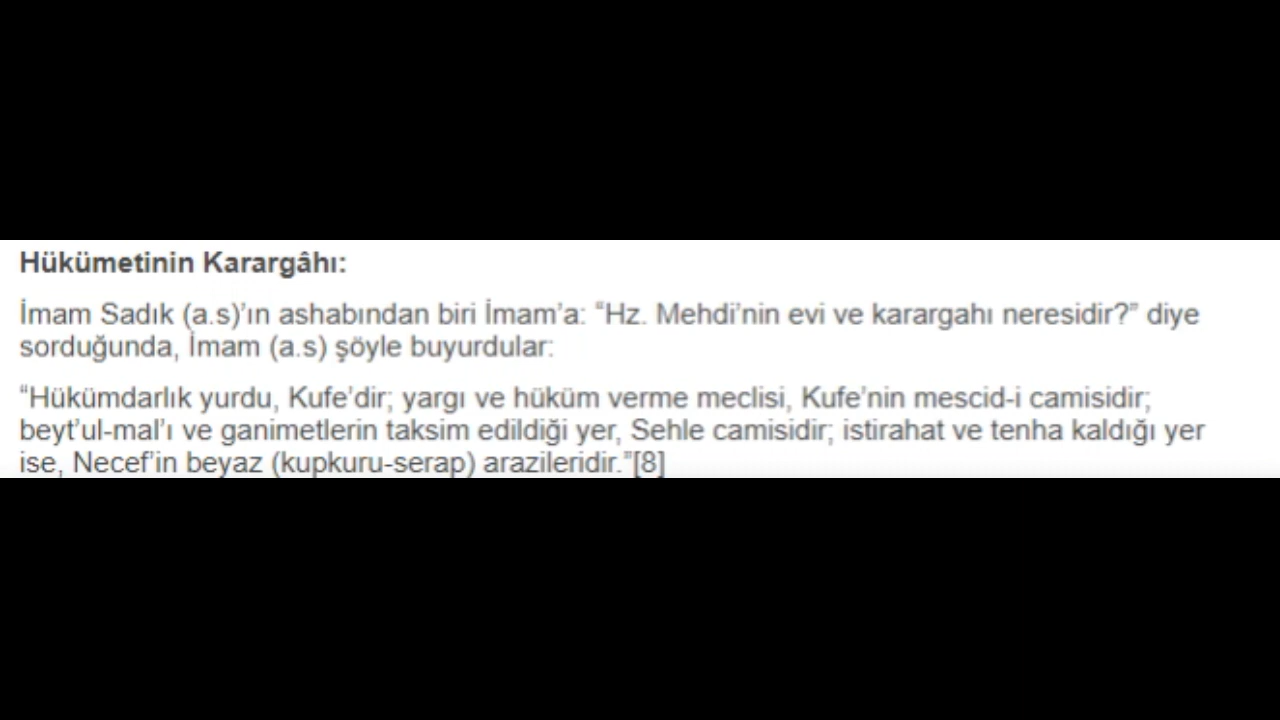 Hükümetinin Karargâhı:
İmam Sadık (a.s)’ın ashabından biri İmam’a: “Hz. Mehdi’nin evi ve karargahı neresidir?” diye
sorduğunda, İmam (a.s) şöyle buyurdular:
“Hükümdarlık yurdu, Kufe’dir; yargı ve hüküm verme meclisi, Kufe’nin mescid-i camisidir;
beyt’ul-mal’ı ve ganimetlerin taksim edildiği yer, Sehle camisidir; istirahat ve tenha kaldığı yer
ise, Necef’in beyaz (kupkuru-serap) arazileridir.”[8]